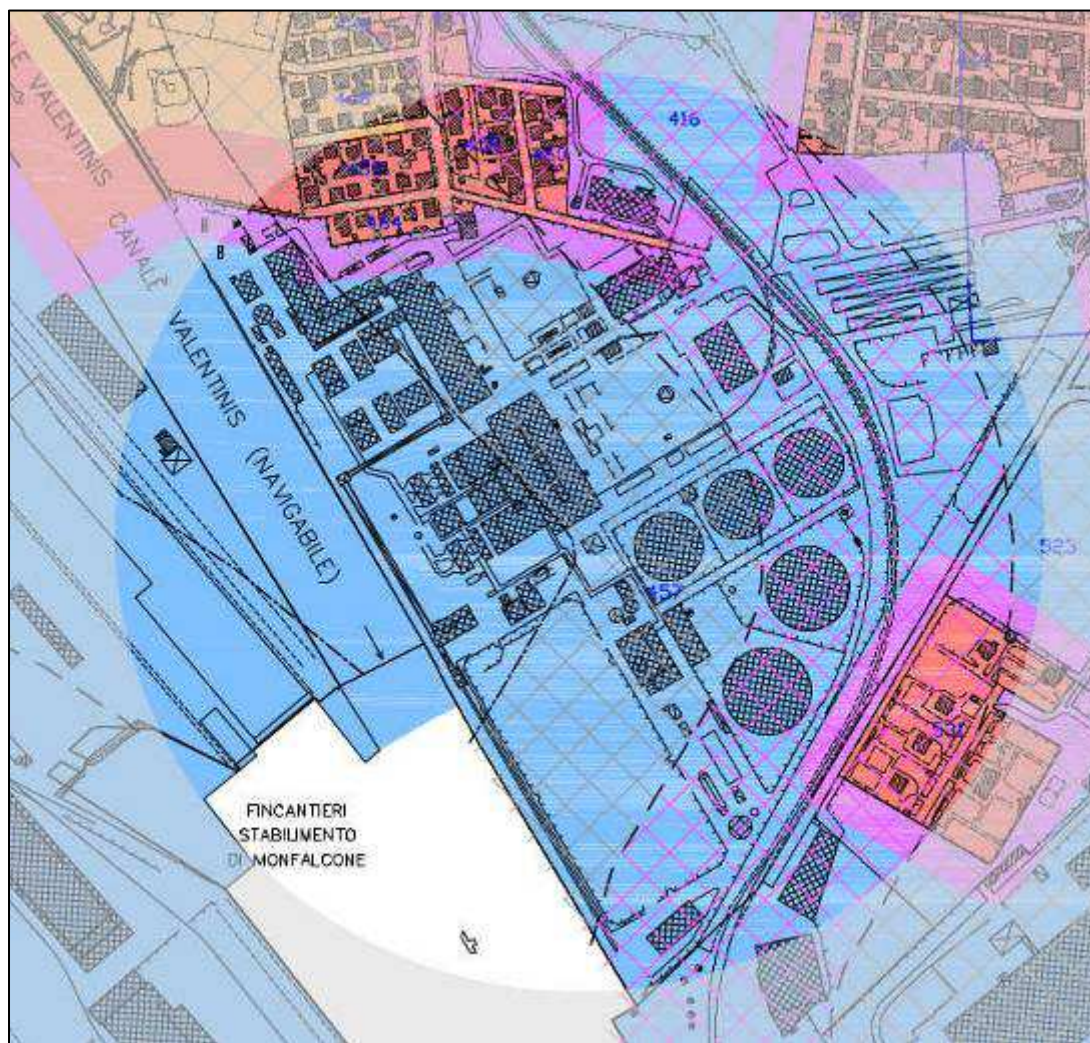 E VALENTINIS
CANALE
VALENTINIS
(NAVIGABILE)
416
523
FINCANTIERI
STABILIMENTO
DI MONFALCONE